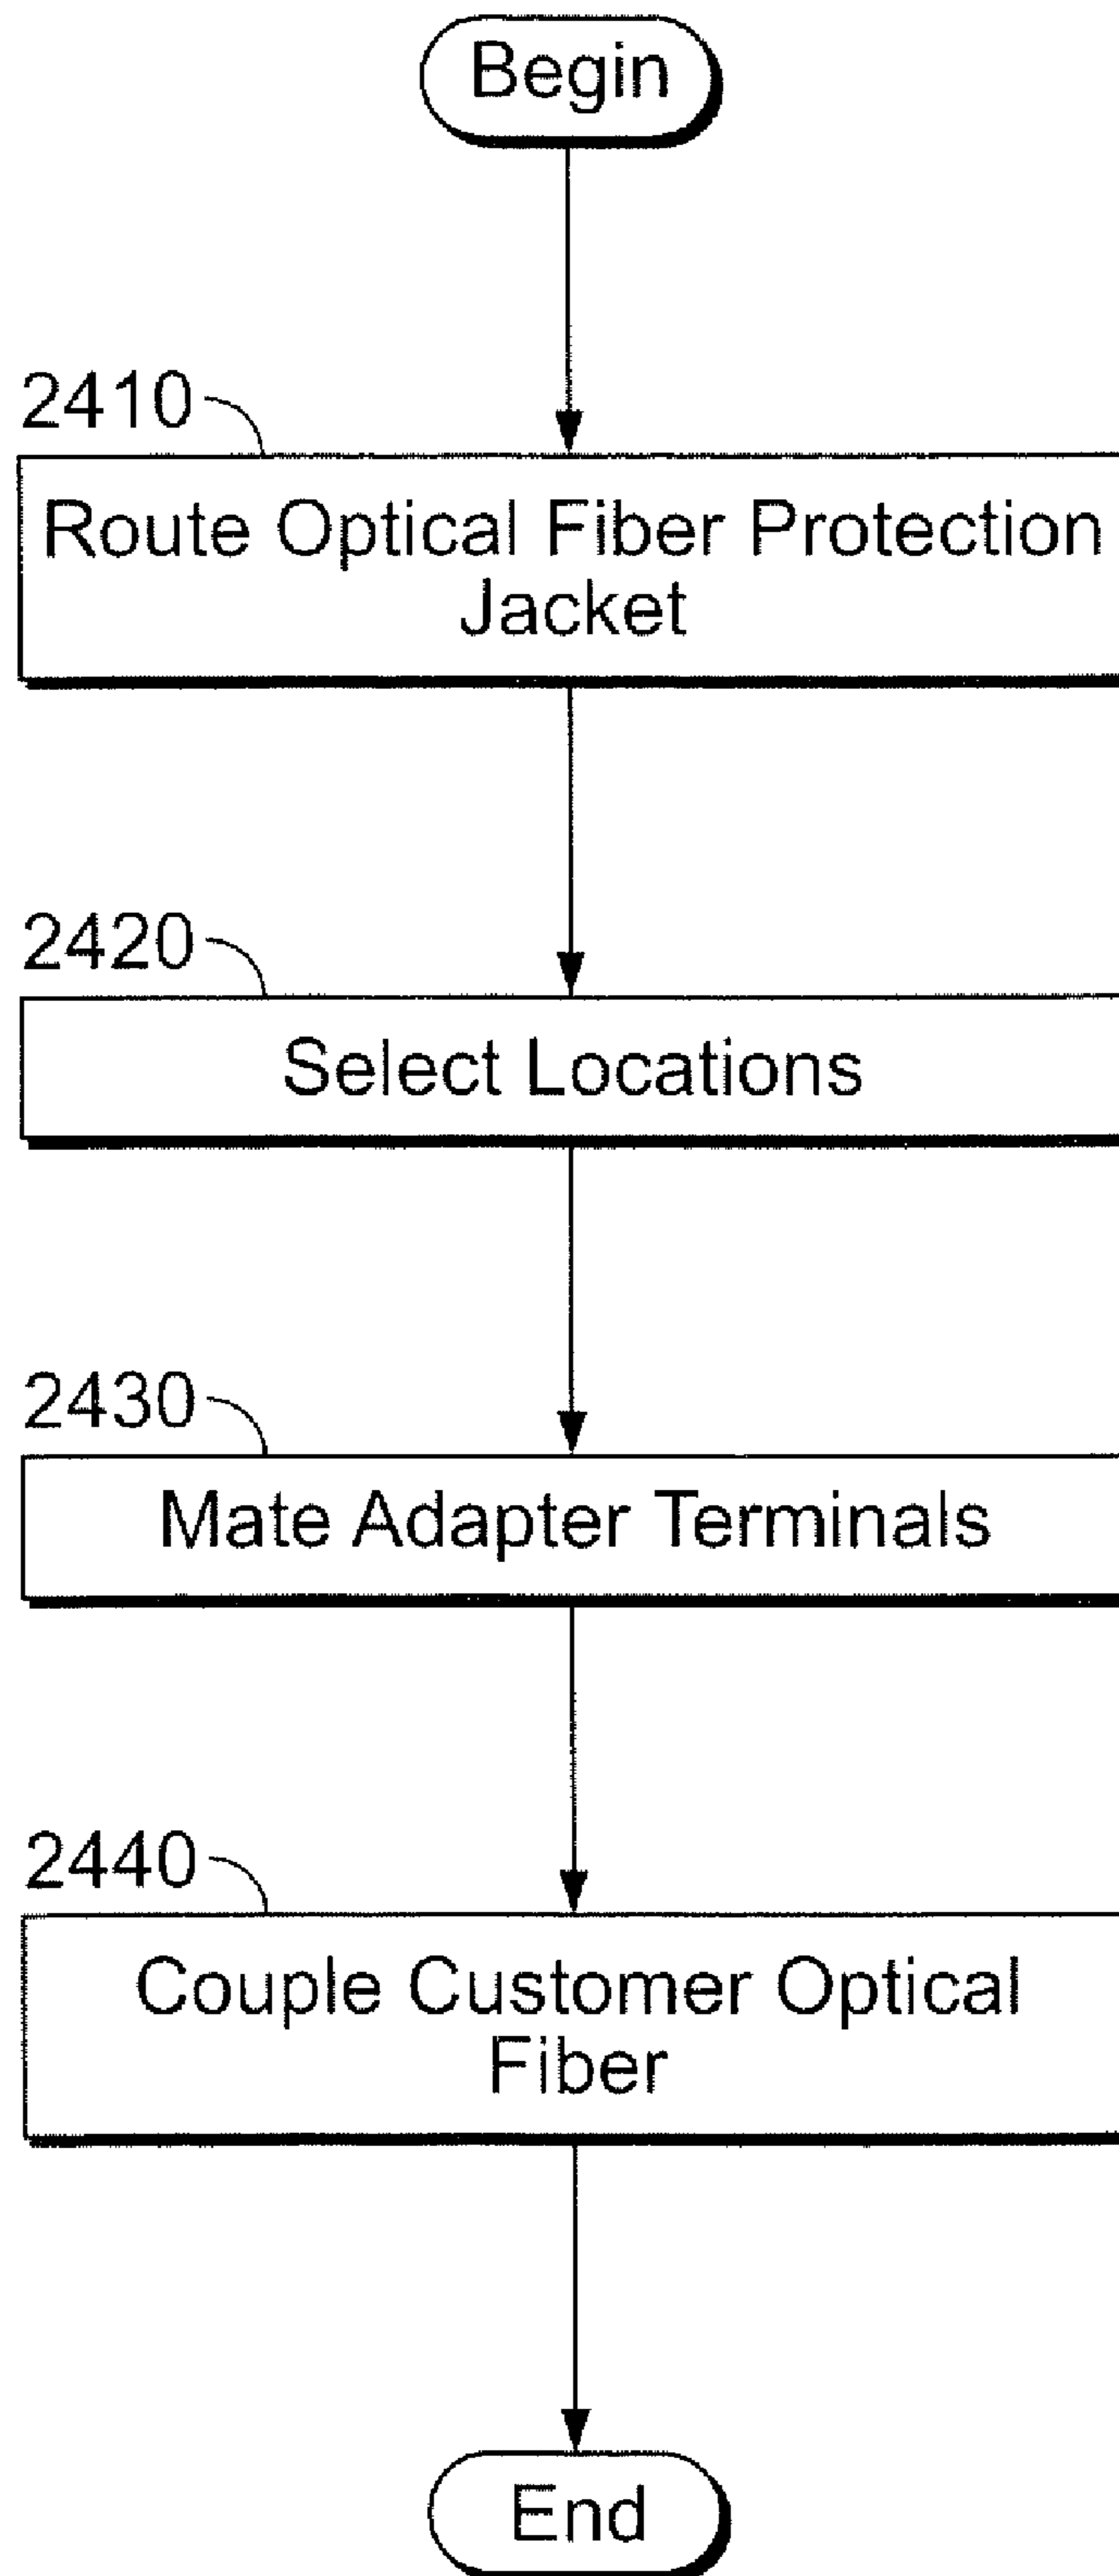 Begin
2410
Route Optical Fiber Protection
Jacket
2420
Select Locations
2430
Mate Adapter Terminals
2440
Couple Customer Optical
Fiber
End